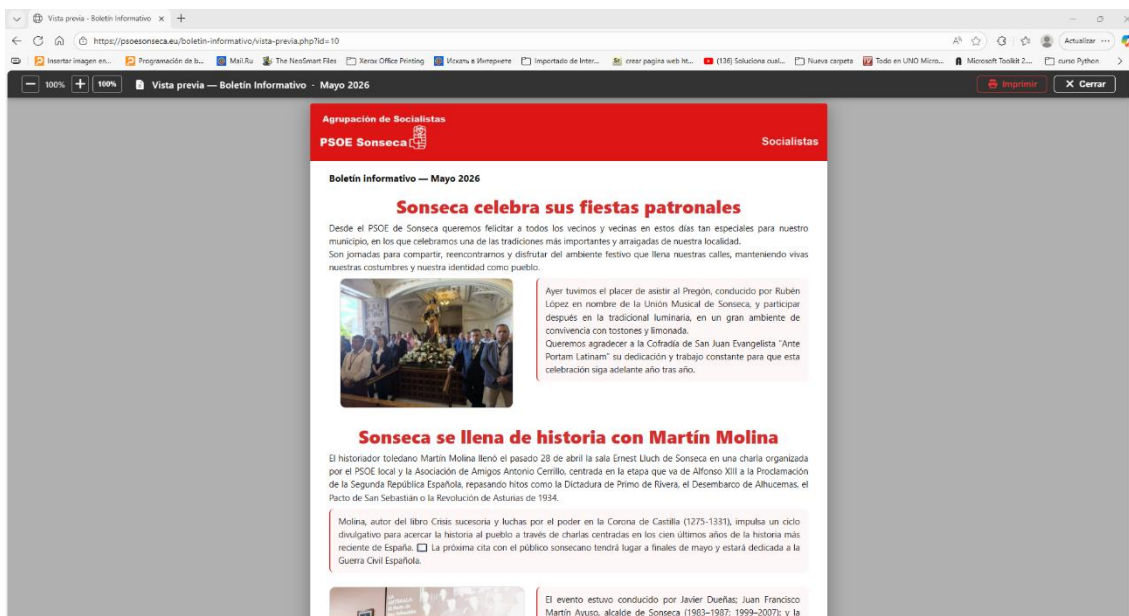 Vista previa - Boletín Informativo
https://psoesonseca.eu/boletin-informativo/vista-previa.php?id=10
Actualizar
Insertar imagen en...
Programación de b...
Mail.Ru
The NeoSmart Files
Xerox Office Printing
Искать в Интернете
Importado de Inter...
crear pagina web ht...
(136) Soluciona cual...
Nueva carpeta
Todo en UNO Micro...
Microsoft Toolkit 2....
curso Python
100%
100%
Vista previa — Boletín Informativo - Mayo 2026
Imprimir
Cerrar
Agrupación de Socialistas
PSOE Sonseca
Socialistas
Boletín informativo — Mayo 2026
Sonseca celebra sus fiestas patronales
Desde el PSOE de Sonseca queremos felicitar a todos los vecinos y vecinas en estos días tan especiales para nuestro
municipio, en los que celebramos una de las tradiciones más importantes y arraigadas de nuestra localidad.
Son jornadas para compartir, reencontrarnos y disfrutar del ambiente festivo que llena nuestras calles, manteniendo vivas
nuestras costumbres y nuestra identidad como pueblo.
Ayer tuvimos el placer de asistir al Pregón, conducido por Rubén
López en nombre de la Unión Musical de Sonseca, y participar
después en la tradicional luminaria, en un gran ambiente de
convivencia con tostones y limonada.
Queremos agradecer a la Cofradía de San Juan Evangelista "Ante
Portam Latinam" su dedicación y trabajo constante para que esta
celebración siga adelante año tras año.
Sonseca se llena de historia con Martín Molina
El historiador toledano Martín Molina llenó el pasado 28 de abril la sala Ernest Lluch de Sonseca en una charla organizada
por el PSOE local y la Asociación de Amigos Antonio Cerrillo, centrada en la etapa que va de Alfonso XIII a la Proclamación
de la Segunda República Española, repasando hitos como la Dictadura de Primo de Rivera, el Desembarco de Alhucemas, el
Pacto de San Sebastián o la Revolución de Asturias de 1934.
Molina, autor del libro Crisis sucesoria y luchas por el poder en la Corona de Castilla (1275-1331), impulsa un ciclo
divulgativo para acercar la historia al pueblo a través de charlas centradas en los cien últimos años de la historia más
reciente de España. La próxima cita con el público sonsecano tendrá lugar a finales de mayo y estará dedicada a la
Guerra Civil Española.
El evento estuvo conducido por Javier Dueñas; Juan Francisco
Martín Ayuso, alcalde de Sonseca (1983–1987; 1999–2007); y la